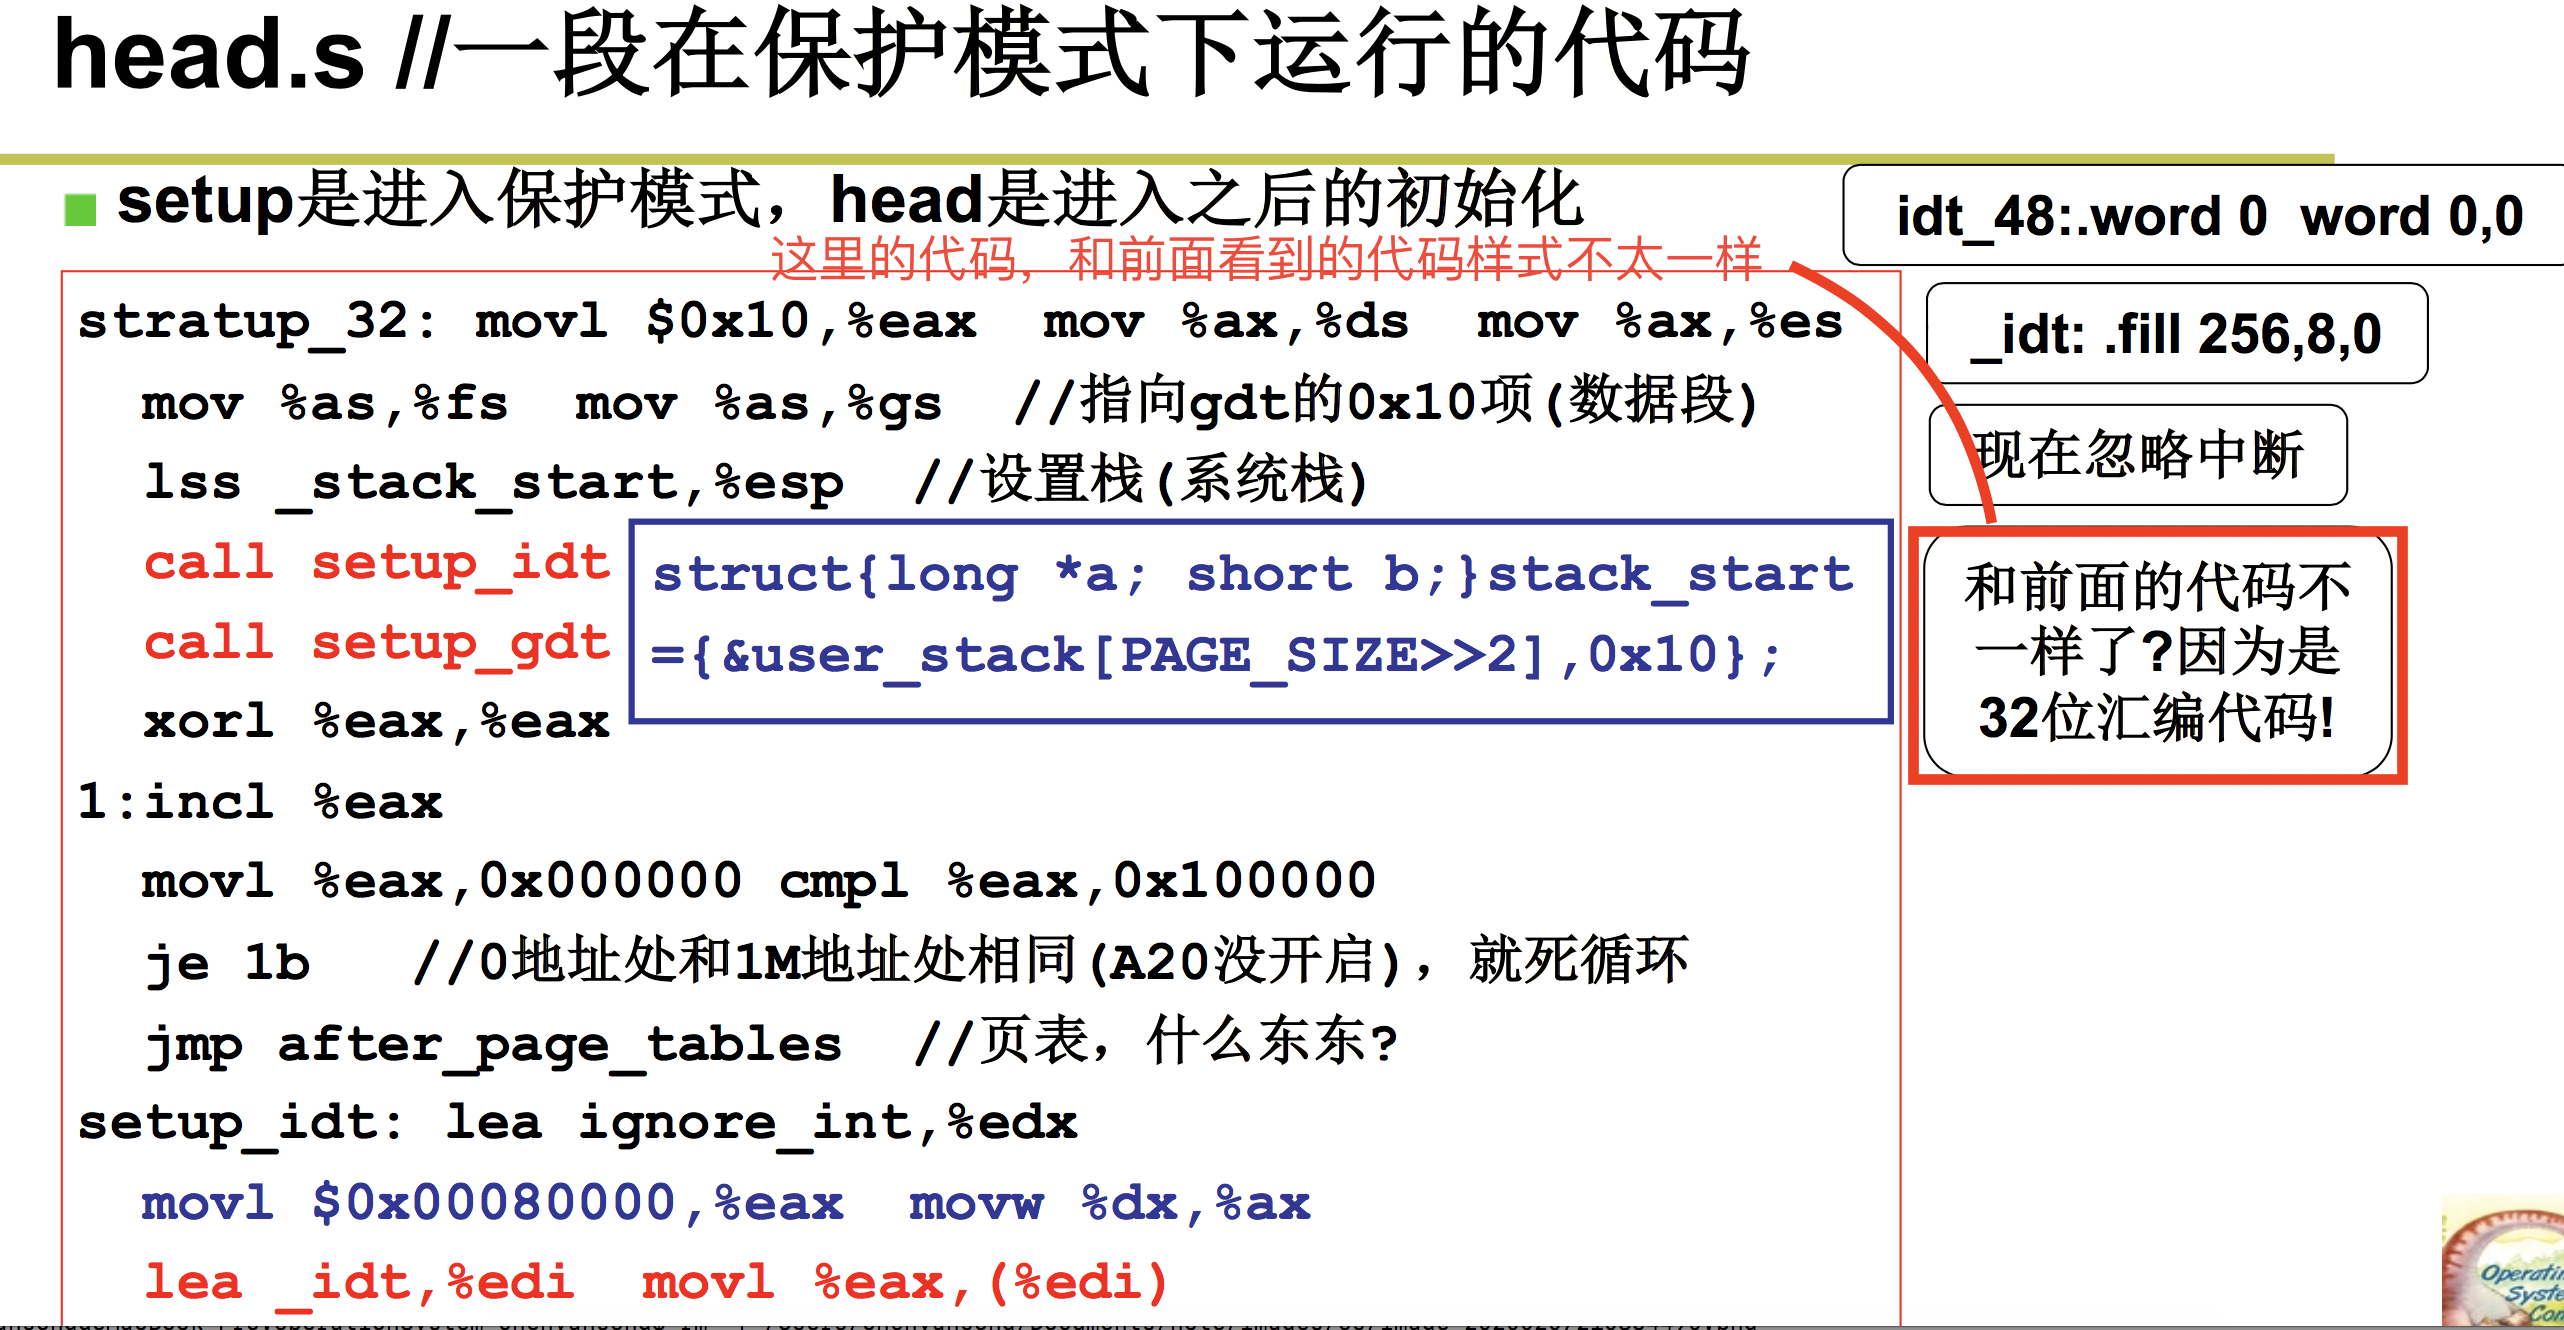 head.s //一段在保护模式下运行的代码
setup是进入保护模式，head是进入之后的初始化
idt_48:.word 0 word 0,0
这里的代码，和前面看到的代码样式不太一样
stratup_32: movl $0x10,%eax mov %ax,%ds mov %ax,%es
_idt: .fill 256,8,0
mov %as,%fs mov %as,%gs //指向gdt的0x10项(数据段)
现在忽略中断
lss _stack_start,%esp //设置栈(系统栈)
call setup_idt
struct{long *a; short b;}stack_start
call setup_gdt
={&user_stack[PAGE_SIZE>>2],0x10};
和前面的代码不
一样了?因为是
32位汇编代码!
xorl %eax,%eax
1:incl %eax
movl %eax,0x000000 cmpl %eax,0x100000
je 1b //0地址处和1M地址处相同(A20没开启)，就死循环
jmp after_page_tables //页表，什么东东?
setup_idt: lea ignore_int,%edx
movl $0x00080000,%eax movw %dx,%ax
lea _idt,%edi movl %eax,(%edi)